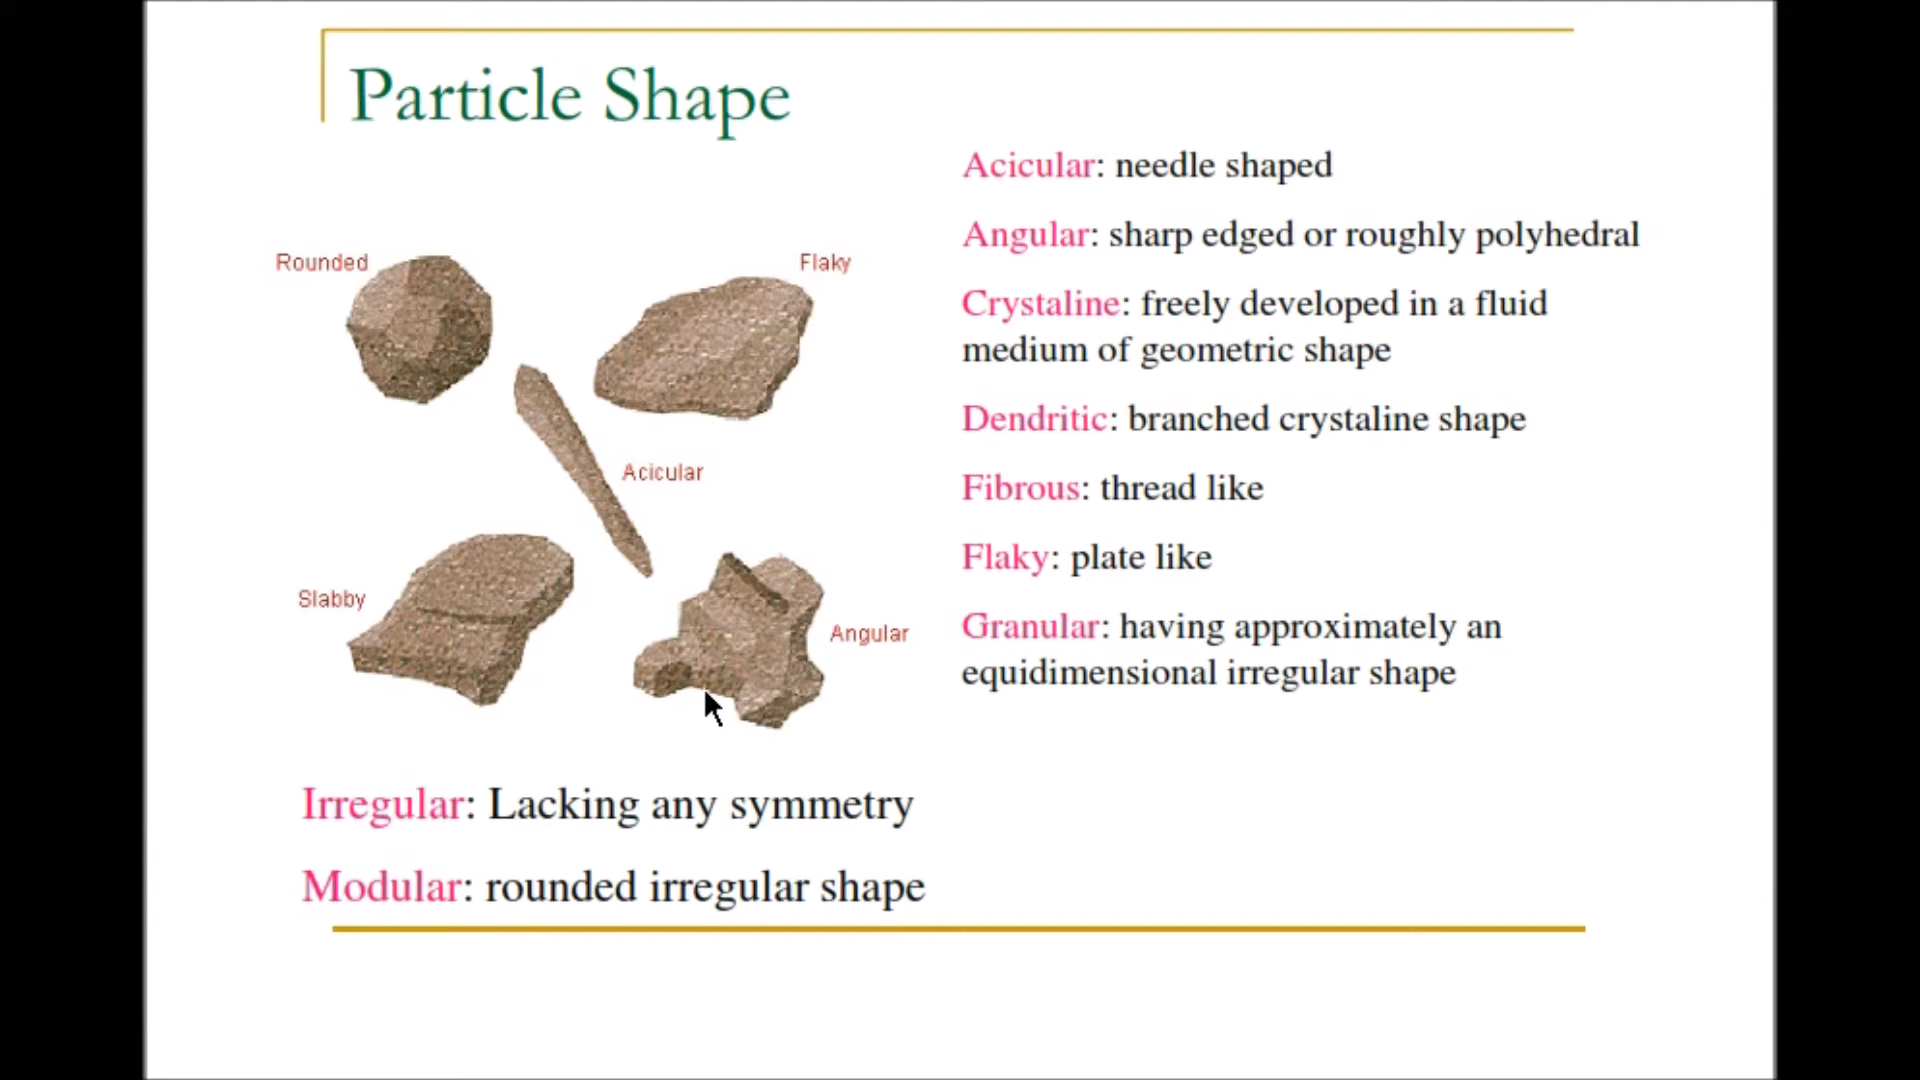 Particle Shape
Rounded
Flaky
Acicular
Slabby
Angular
Acicular: needle shaped
Angular: sharp edged or roughly polyhedral
Crystaline: freely developed in a fluid
medium of geometric shape
Dendritic: branched crystaline shape
Fibrous: thread like
Flaky: plate like
Granular: having approximately an
equidimensional irregular shape
Irregular: Lacking any symmetry
Modular: rounded irregular shape